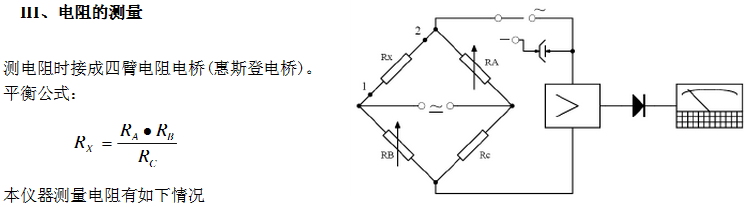 III、电阻的测量
测电阻时接成四臂电阻电桥(惠斯登电桥)。
平衡公式：
R_X = R_A ● R_B / R_C
本仪器测量电阻有如下情况
2
~
Rx
RA
1
~
RB
Rc
>